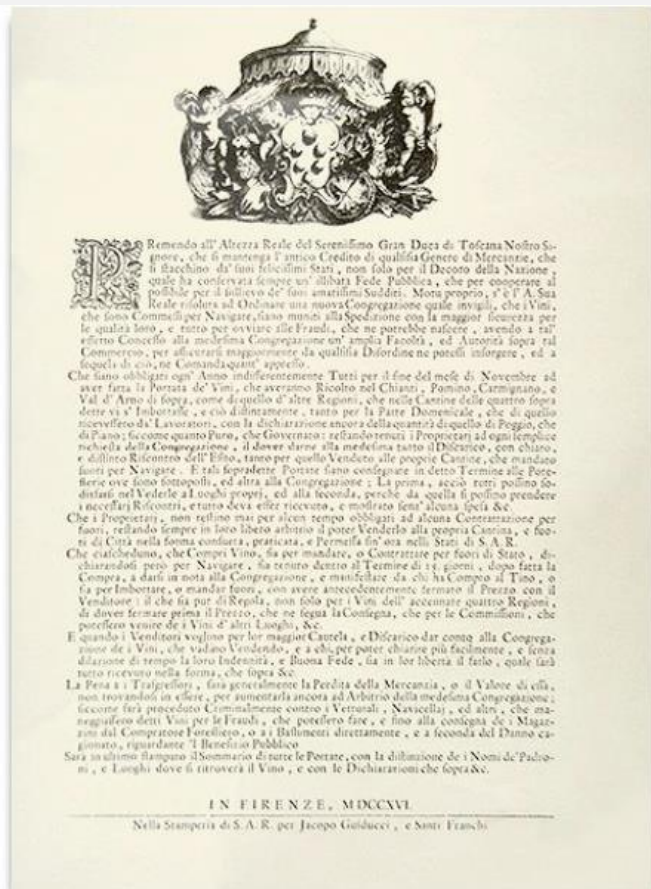 PRemendo all' Altezza Reale del Serenissimo Gran Duca di Toscana Nostro Si-
gnore, che si mantenga l'antico Credito di qualsisia Genere di Mercanzie, che
si stacchino da' suoi felicissimi Stati, non solo per il Decoro della Nazione,
quale ha conservata sempre un' illibata Fede Pubblica, che per cooperare al
possibile per il sollievo de' suoi amatissimi Sudditi. Motu proprio, s'è l' A. Sua
Reale risoluta ad Ordinare una nuova Congregazione quale invigili, che i Vini,
che sono Commessi per Navigare, siano muniti alla Spedizione con la maggior sicurezza per
le qualità loro, e tutto per ovviare alle Fraudi, che ne potrebbe nascere, avendo a tal'
effetto Concesso alla medesima Congregazione un' amplia Facoltà, ed Autorità sopra tal
Commercio, per assicurarsi maggiormente da qualsisia Disordine ne potessi insorgere, ed a
sequela di ciò, ne Comanda quant' appresso.
Che siano obbligati ogn' Anno indifferentemente Tutti per il fine del mese di Novembre ad
aver fatta la Portata de' Vini, che averanno Ricolto nel Chianti, Pomino, Carmignano, e
Val d' Arno di sopra, come di quello d' altre Regioni, che nelle Cantine delle quattro sopra
dette vi s' Imbottasse, e ciò distintamente, tanto per la Parte Domenicale, che di quello
ricevessero da' Lavoratori, con la dichiarazione ancora della quantità di quello di Poggio, che
di Piano; siccome quanto Puro, che Governato: restando tenuti i Proprietarj ad ogni semplice
richiesta della Congregazione, il dover darne alla medesima tutto il Discarico, con chiaro,
e distinto Riscontro dell' Esito, tanto per quello Venduto alle proprie Cantine, che mandato
fuori per Navigare. E tali sopradette Portate siano consegnate in detto Termine alle Pote-
sterie ove sono sottoposti, ed altra alla Congregazione; La prima, acciò tutti possino so-
disfarsi nel Vederle a Luoghi proprj, ed alla seconda, perchè da quella si possino prendere
i necessarj Riscontri, e tutto deva esser ricevuto, e mostrato senz' alcuna spesa &c.
Che i Proprietarj, non restino mai per alcun tempo obbligati ad alcuna Contrattazione per
fuori, restando sempre in loro libero arbitrio il poter Venderlo alla propria Cantina, e fuo-
ri di Città nella forma consueta, praticata, e Permessa fin' ora nelli Stati di S. A. R.
Che ciascheduno, che Compri Vino, sia per mandare, o Contrattare per fuori di Stato, di-
chiarandosi però per Navigare, sia tenuto dentro al Termine di 15. giorni, dopo fatta la
Compra, a darsi in nota alla Congregazione, e manifestare da chi ha Compro al Tino, o
sia per Imbottare, o mandar fuori, con avere antecedentemente fermato il Prezzo con il
Venditore: il che sia pur di Regola, non solo per i Vini dell' accennate quattro Regioni,
di dover fermare prima il Prezzo, che ne segua la Consegna, che per le Commissioni, che
potessero venire de i Vini d' altri Luoghi, &c.
E quando i Venditori voglino per lor maggior Cautela, e Discarico dar conto alla Congrega-
zione de i Vini, che vadino Vendendo, e a chi, per poter chiarire più facilmente, e senza
dilazione di tempo la loro Indennità, e Buona Fede, sia in lor libertà il farlo, quale sarà
tutto ricevuto nella forma, che sopra &c.
La Pena a i Trasgressori, sarà generalmente la Perdita della Mercanzia, o il Valore di essa,
non trovandosi in essere, per aumentarla ancora ad Arbitrio della medesima Congregazione;
siccome sarà proceduto Criminalmente contro i Vetturali, Navicellaj, ed altri, che ma-
neggiassero detti Vini per le Fraudi, che potessero fare, e fino alla consegna de i Magaz-
zini dal Compratore Forestiero, o a i Bastimenti direttamente, e a seconda del Danno ca-
gionato, riguardante 'l Benefizio Pubblico
Sarà in ultimo stampato il Sommario di tutte le Portate, con la distinzione de i Nomi de' Padro-
ni, e Luoghi dove si ritroverà il Vino, e con le Dichiarazioni che sopra &c.
IN FIRENZE, MDCCXVI.
Nella Stamperia di S. A. R. per Jacopo Guiducci, e Santi Franchi